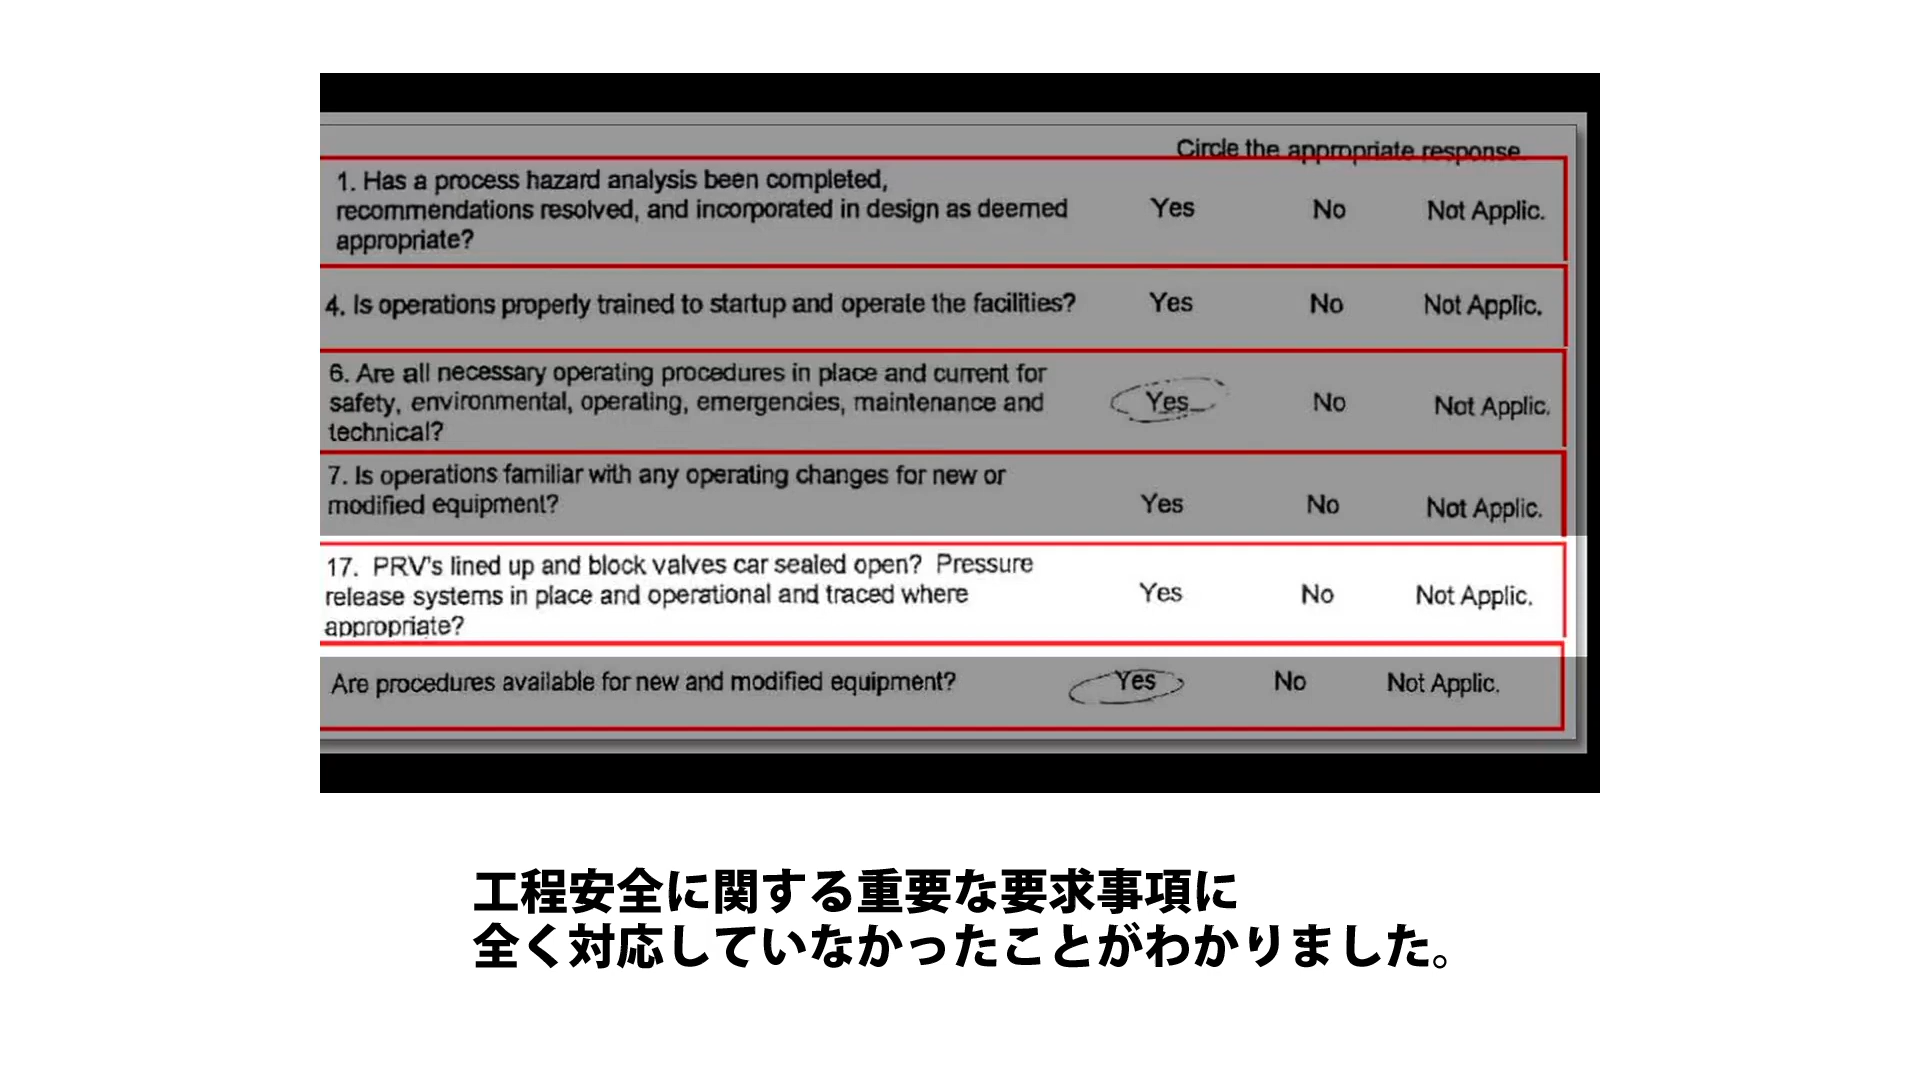 Circle the appropriate response.
1. Has a process hazard analysis been completed,
recommendations resolved, and incorporated in design as deemed
appropriate?
Yes No Not Applic.
4. Is operations properly trained to startup and operate the facilities? Yes No Not Applic.
6. Are all necessary operating procedures in place and current for
safety, environmental, operating, emergencies, maintenance and
technical?
Yes No Not Applic.
7. Is operations familiar with any operating changes for new or
modified equipment?
Yes No Not Applic.
17. PRV's lined up and block valves car sealed open? Pressure
release systems in place and operational and traced where
appropriate?
Yes No Not Applic.
Are procedures available for new and modified equipment? Yes No Not Applic.
工程安全に関する重要な要求事項に
全く対応していなかったことがわかりました。